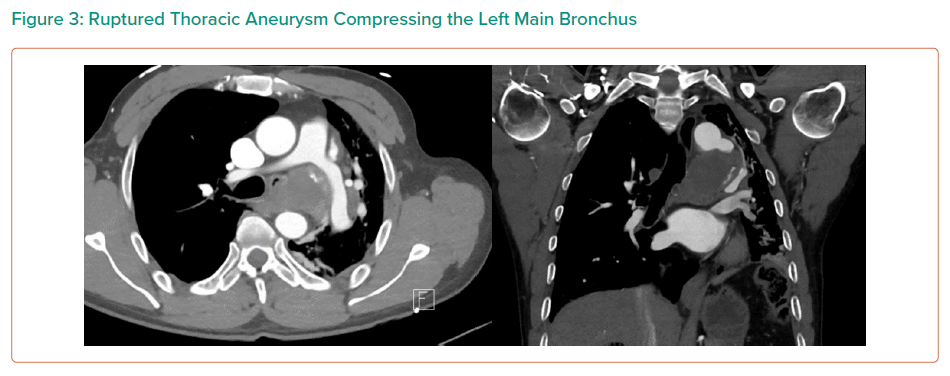 Figure 3: Ruptured Thoracic Aneurysm Compressing the Left Main Bronchus
F